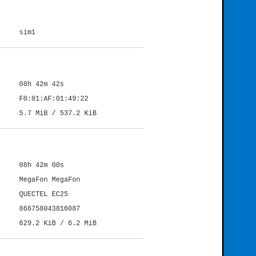 sim1
08h 42m 42s
F0:81:AF:01:49:22
5.7 MiB / 537.2 KiB
08h 42m 00s
MegaFon MegaFon
QUECTEL EC25
866758043816087
629.2 KiB / 6.2 MiB